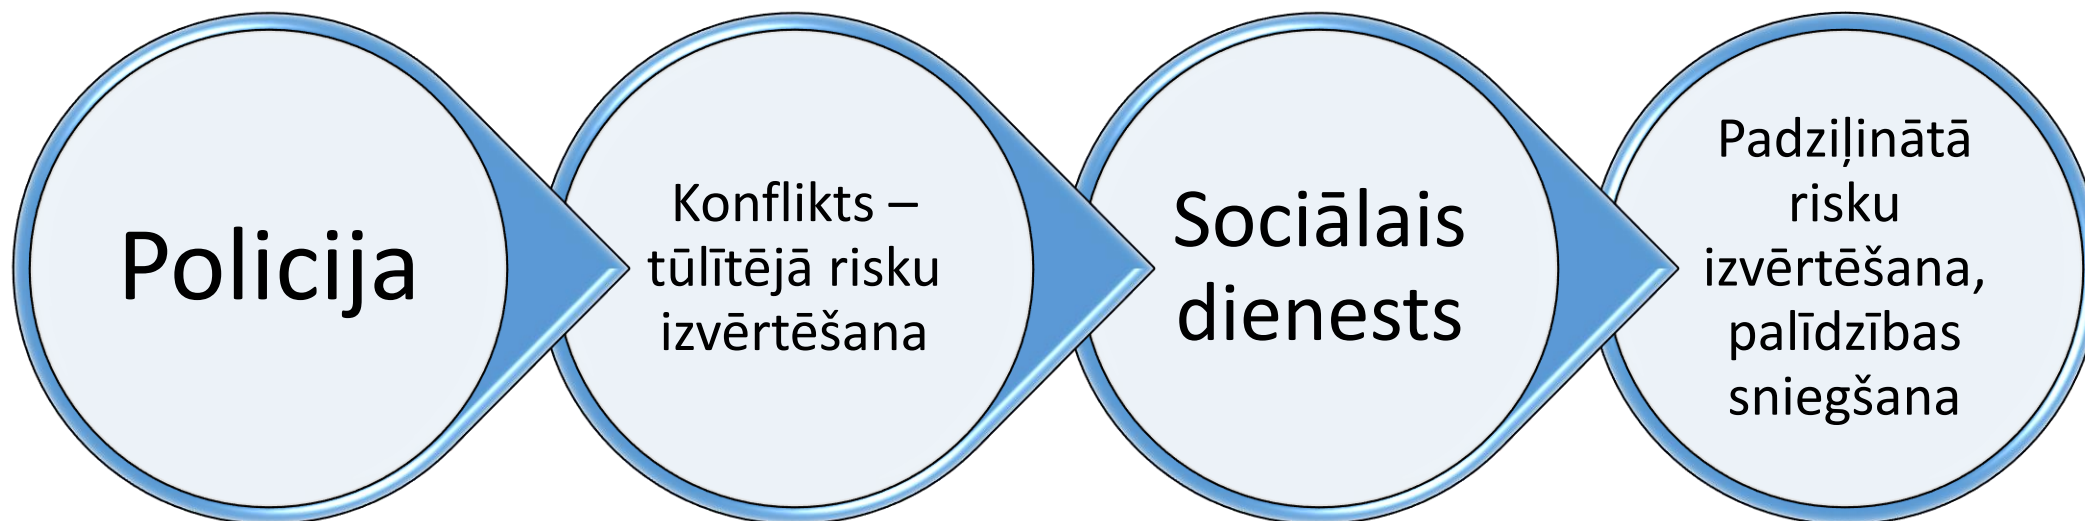 Policija
Konflikts –
tūlītējā risku
izvērtēšana
Sociālais
dienests
Padziļinātā
risku
izvērtēšana,
palīdzības
sniegšana